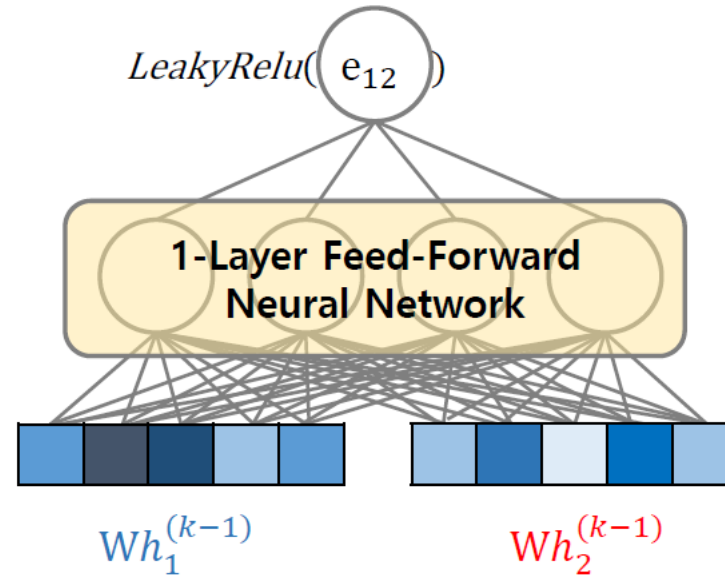 LeakyRelu( e₁₂ )
1-Layer Feed-Forward
Neural Network
Wh₁⁽ᵏ⁻¹⁾ Wh₂⁽ᵏ⁻¹⁾